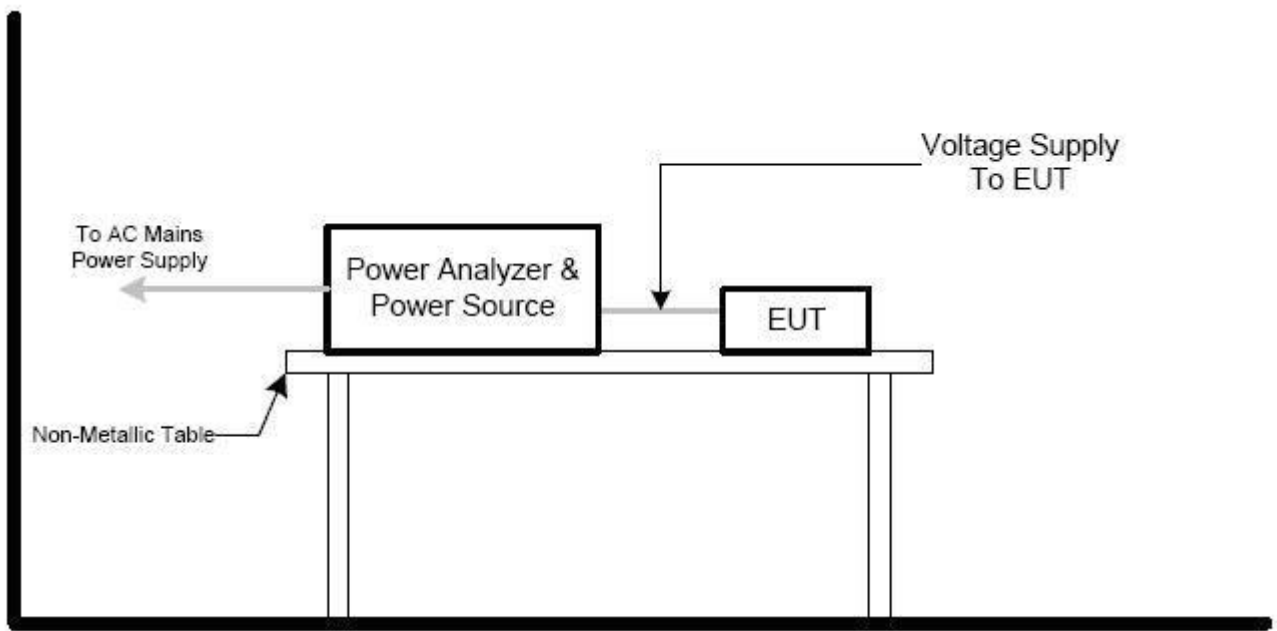 Voltage Supply
To EUT
To AC Mains
Power Supply
Power Analyzer &
Power Source
EUT
Non-Metallic Table